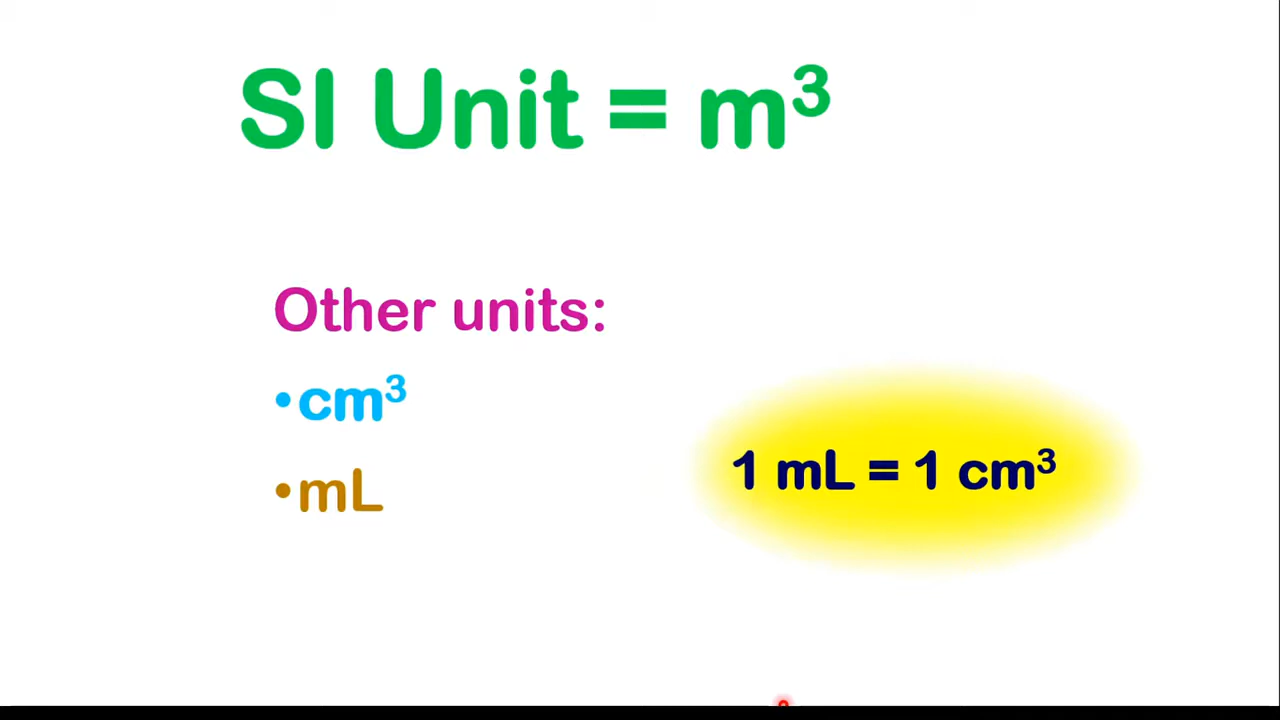 SI Unit = m³
Other units:
•cm³
•mL
1 mL = 1 cm³